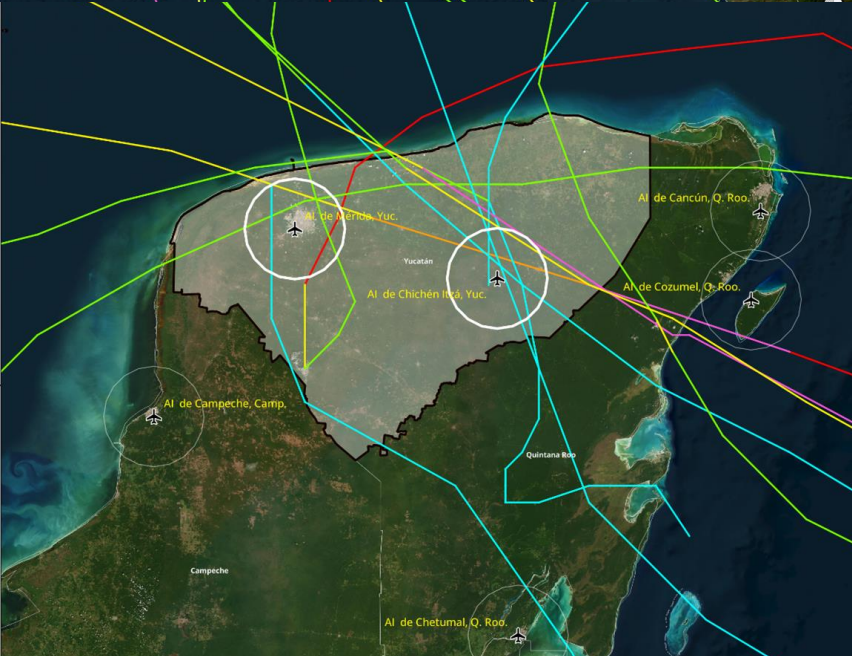 AI de Cancún, Q. Roo.
AI de Mérida, Yuc.
Yucatán
AI de Cozumel, Q. Roo.
AI de Chichén Itzá, Yuc.
AI de Campeche, Camp.
Quintana Roo
Campeche
AI de Chetumal, Q. Roo.